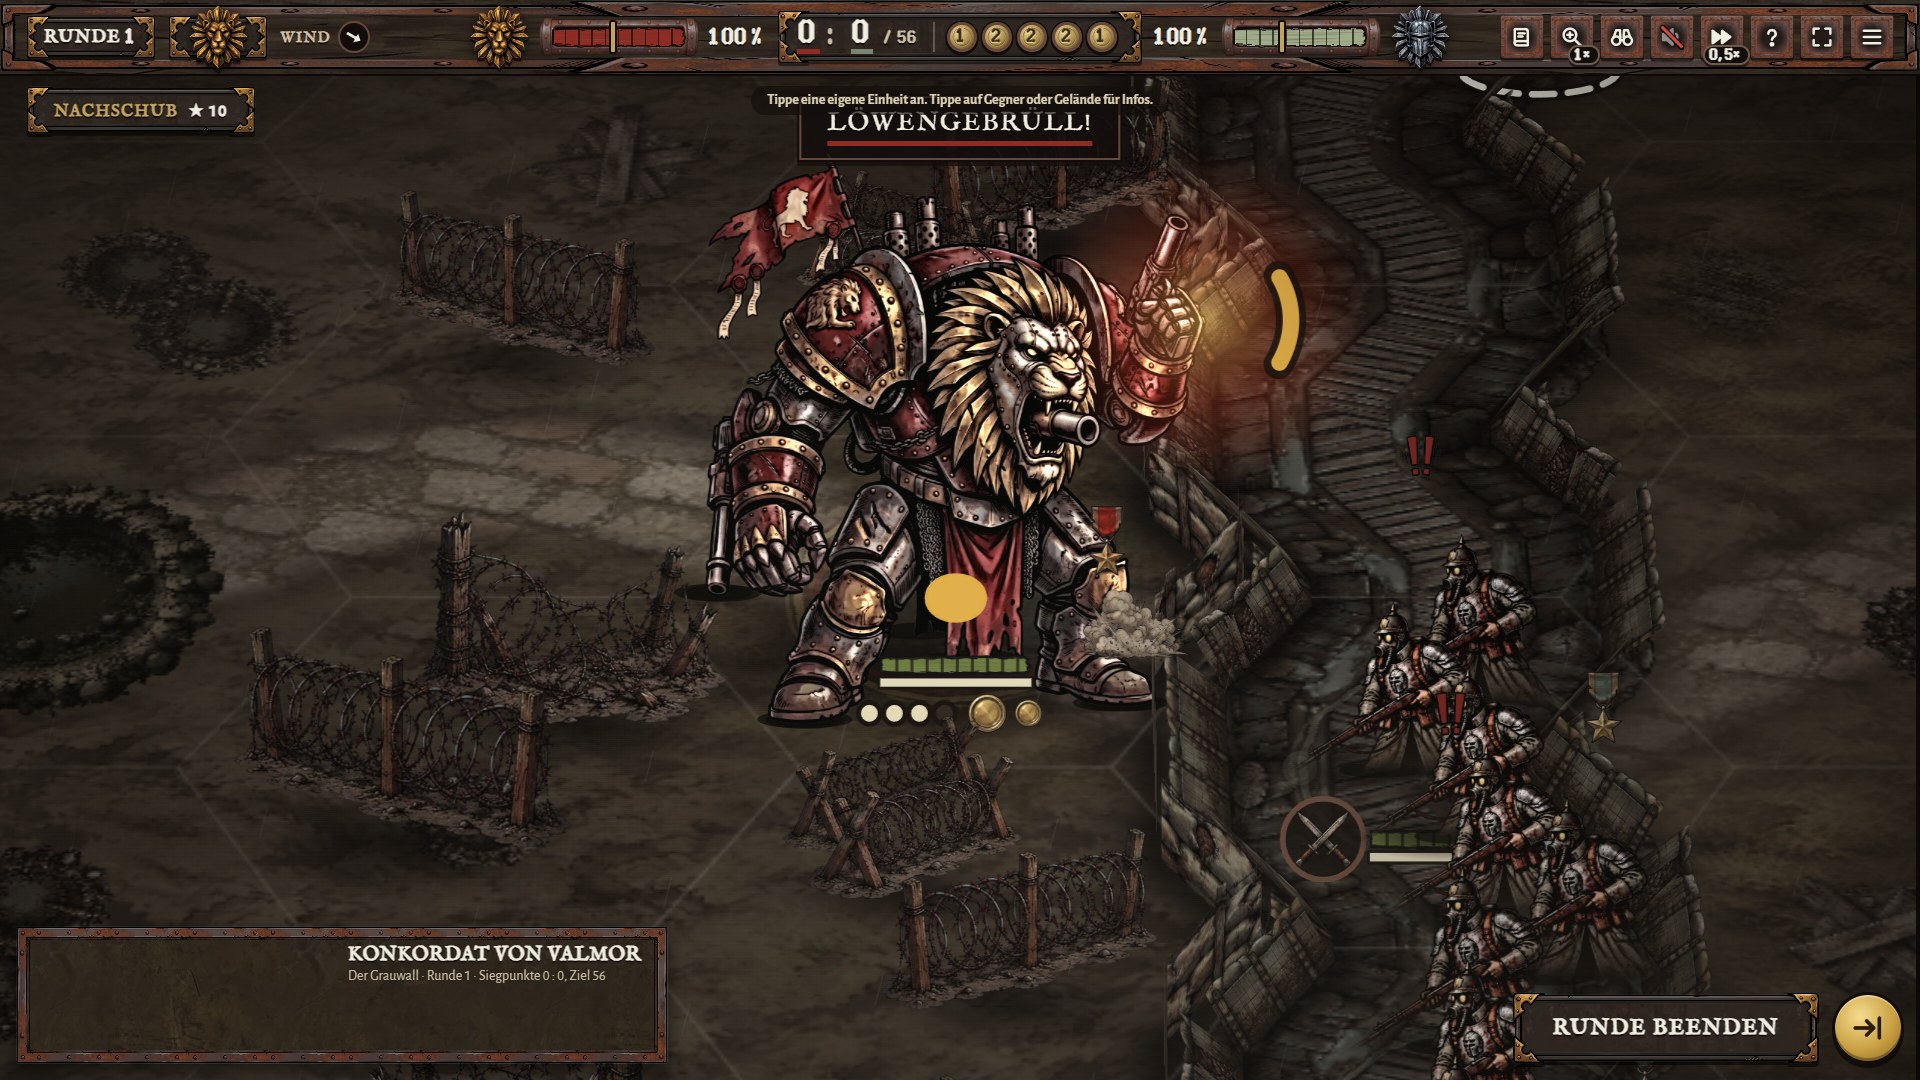 RUNDE 1
WIND
100%
0 : 0 / 56
1 2 2 2 1
100%
1×
0,5×
?
NACHSCHUB ★ 10
Tippe eine eigene Einheit an. Tippe auf Gegner oder Gelände für Infos.
LÖWENGEBRÜLL!
!!
!!
KONKORDAT VON VALMOR
Der Grauwall · Runde 1 · Siegpunkte 0 : 0, Ziel 56
RUNDE BEENDEN